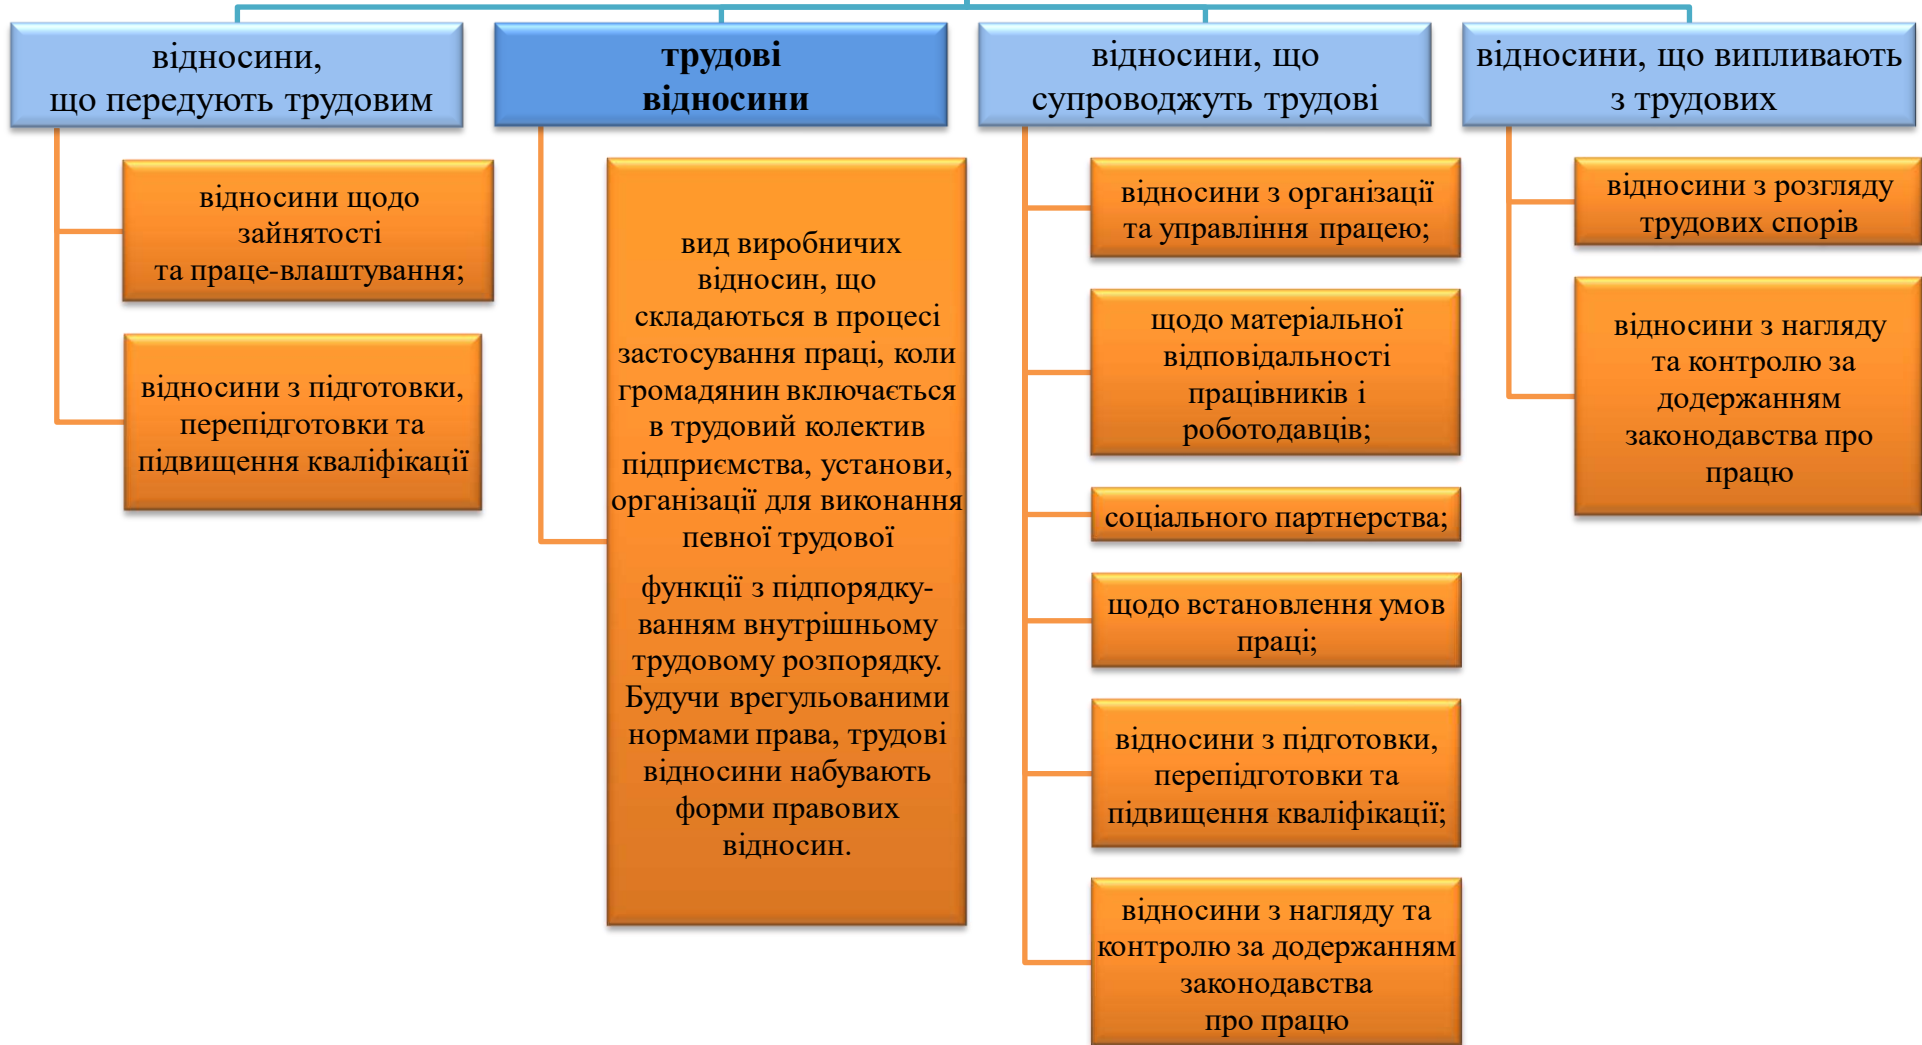 відносини,
що передують трудовим
відносини щодо
зайнятості
та праце-влаштування;
відносини з підготовки,
перепідготовки та
підвищення кваліфікації
трудові
відносини
вид виробничих
відносин, що
складаються в процесі
застосування праці, коли
громадянин включається
в трудовий колектив
підприємства, установи,
організації для виконання
певної трудової
функції з підпорядку-
ванням внутрішньому
трудовому розпорядку.
Будучи врегульованими
нормами права, трудові
відносини набувають
форми правових
відносин.
відносини, що
супроводжуть трудові
відносини з організації
та управління працею;
щодо матеріальної
відповідальності
працівників і
роботодавців;
соціального партнерства;
щодо встановлення умов
праці;
відносини з підготовки,
перепідготовки та
підвищення кваліфікації;
відносини з нагляду та
контролю за додержанням
законодавства
про працю
відносини, що випливають
з трудових
відносини з розгляду
трудових спорів
відносини з нагляду
та контролю за
додержанням
законодавства про
працю